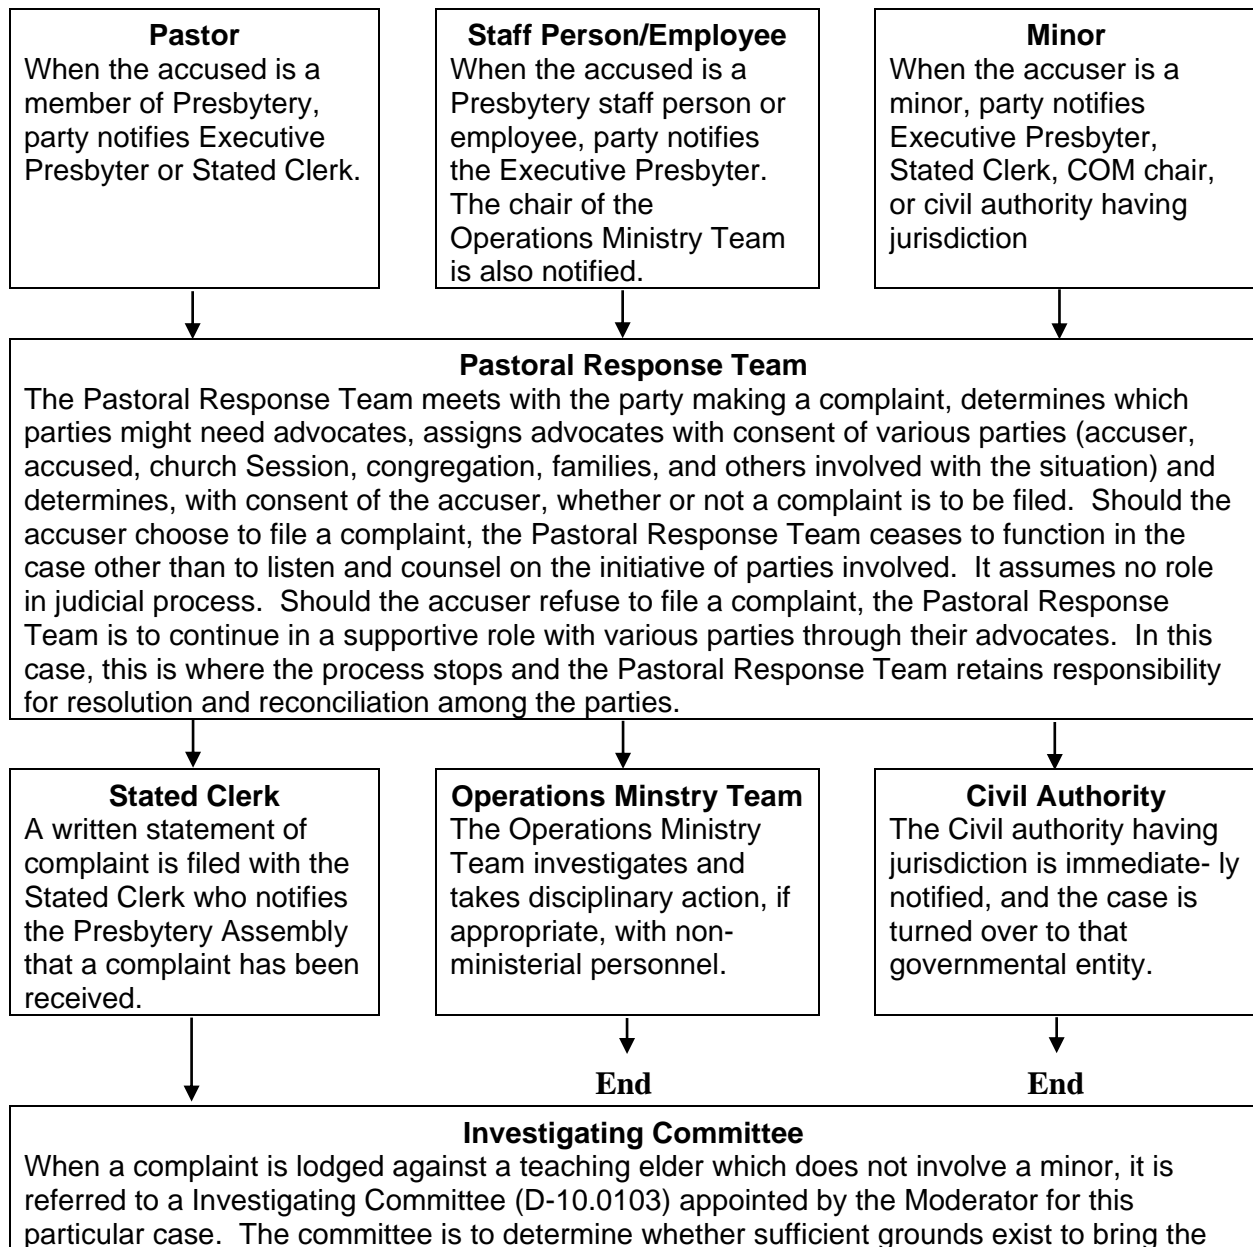 Pastor
When the accused is a
member of Presbytery,
party notifies Executive
Presbyter or Stated Clerk.
Staff Person/Employee
When the accused is a
Presbytery staff person or
employee, party notifies
the Executive Presbyter.
The chair of the
Operations Ministry Team
is also notified.
Minor
When the accuser is a
minor, party notifies
Executive Presbyter,
Stated Clerk, COM chair,
or civil authority having
jurisdiction
Pastoral Response Team
The Pastoral Response Team meets with the party making a complaint, determines which
parties might need advocates, assigns advocates with consent of various parties (accuser,
accused, church Session, congregation, families, and others involved with the situation) and
determines, with consent of the accuser, whether or not a complaint is to be filed.  Should the
accuser choose to file a complaint, the Pastoral Response Team ceases to function in the
case other than to listen and counsel on the initiative of parties involved.  It assumes no role
in judicial process.  Should the accuser refuse to file a complaint, the Pastoral Response
Team is to continue in a supportive role with various parties through their advocates.  In this
case, this is where the process stops and the Pastoral Response Team retains responsibility
for resolution and reconciliation among the parties.
Stated Clerk
A written statement of
complaint is filed with the
Stated Clerk who notifies
the Presbytery Assembly
that a complaint has been
received.
Operations Minstry Team
The Operations Ministry
Team investigates and
takes disciplinary action, if
appropriate, with non-
ministerial personnel.
Civil Authority
The Civil authority having
jurisdiction is immediate- ly
notified, and the case is
turned over to that
governmental entity.
End
End
Investigating Committee
When a complaint is lodged against a teaching elder which does not involve a minor, it is
referred to a Investigating Committee (D-10.0103) appointed by the Moderator for this
particular case.  The committee is to determine whether sufficient grounds exist to bring the